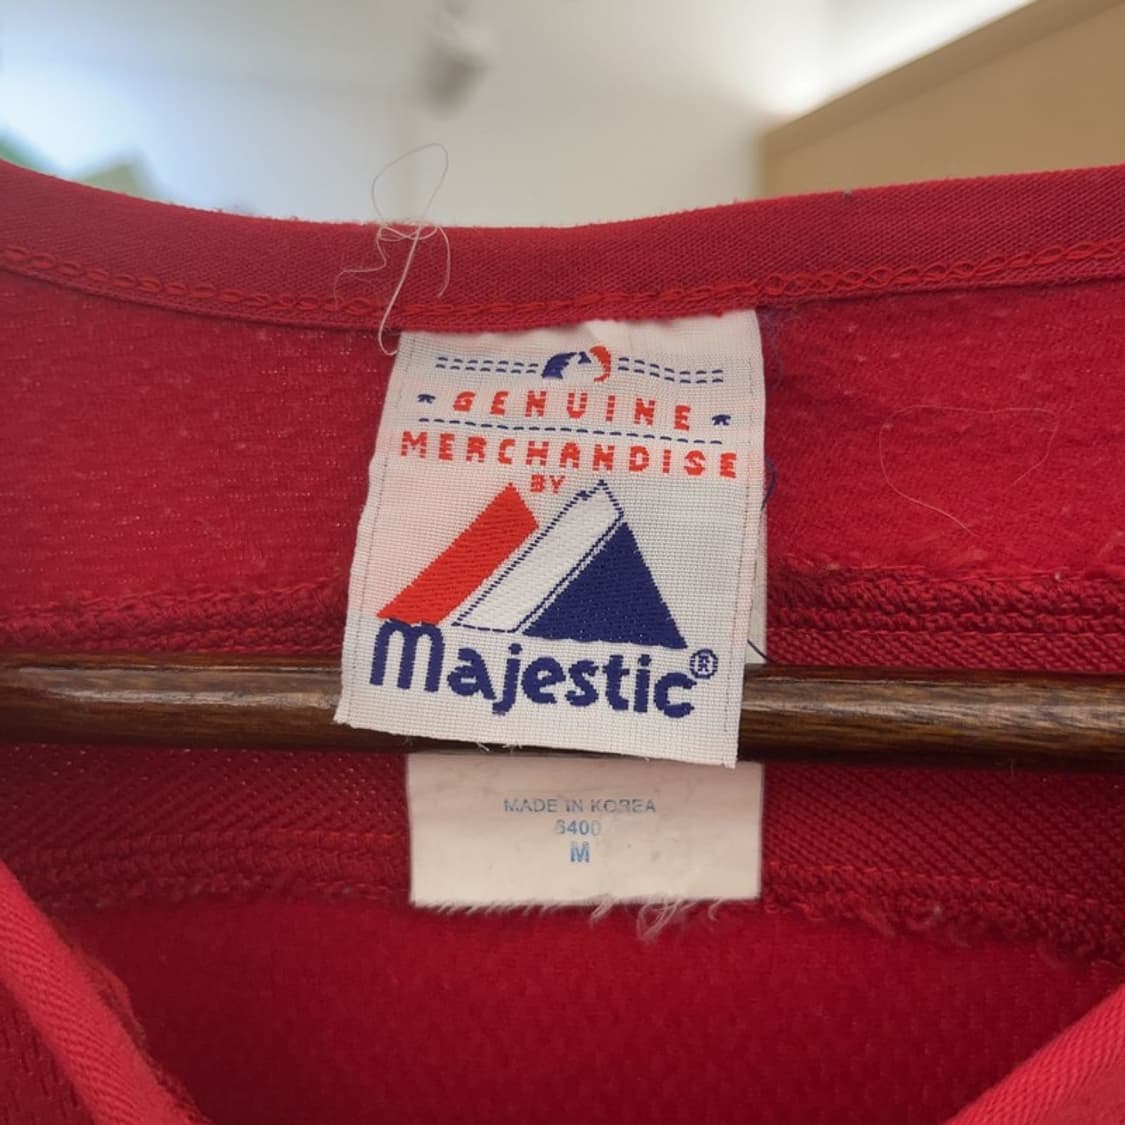 GENUINE
MERCHANDISE
BY
Majestic®
MADE IN KOREA
6400
M